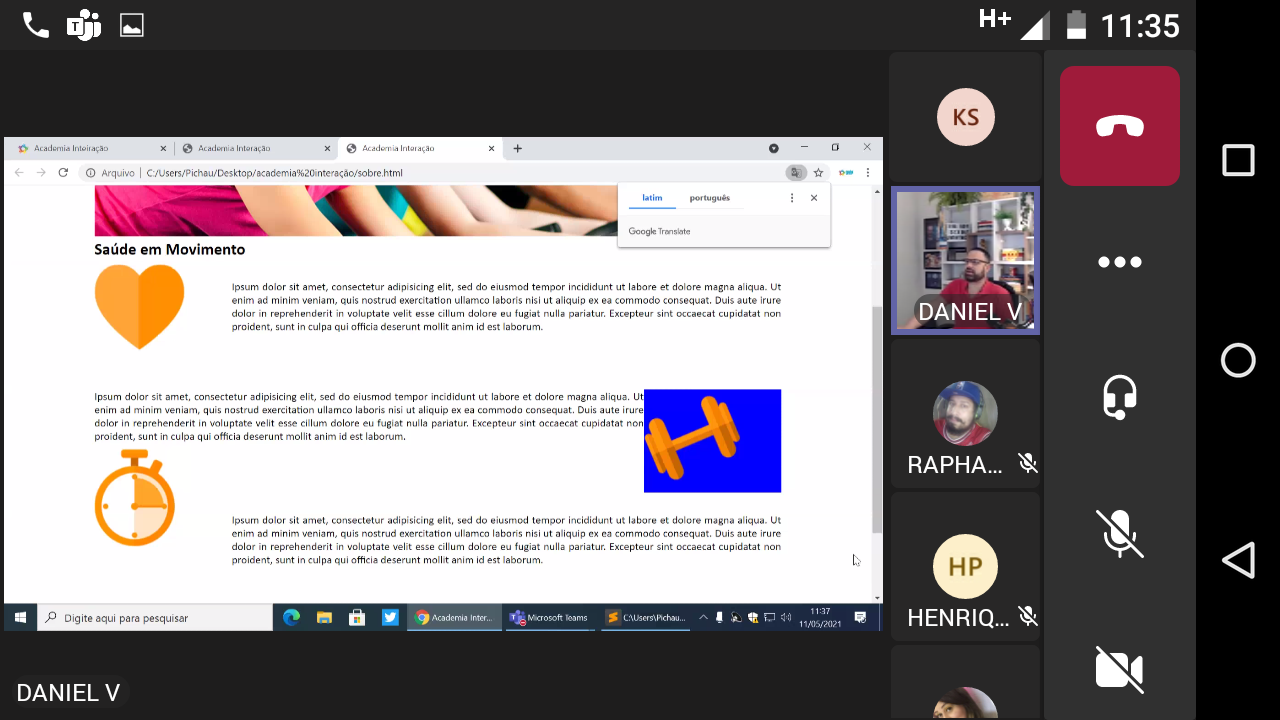 H+ 11:35
Academia Inteiração
Academia Interação
Academia Interação
Arquivo | C:/Users/Pichau/Desktop/academia%20interação/sobre.html
latim português
Google Translate
Saúde em Movimento
Ipsum dolor sit amet, consectetur adipisicing elit, sed do eiusmod tempor incididunt ut labore et dolore magna aliqua. Ut
enim ad minim veniam, quis nostrud exercitation ullamco laboris nisi ut aliquip ex ea commodo consequat. Duis aute irure
dolor in reprehenderit in voluptate velit esse cillum dolore eu fugiat nulla pariatur. Excepteur sint occaecat cupidatat non
proident, sunt in culpa qui officia deserunt mollit anim id est laborum.
Ipsum dolor sit amet, consectetur adipisicing elit, sed do eiusmod tempor incididunt ut labore et dolore magna aliqua. Ut
enim ad minim veniam, quis nostrud exercitation ullamco laboris nisi ut aliquip ex ea commodo consequat. Duis aute irure
dolor in reprehenderit in voluptate velit esse cillum dolore eu fugiat nulla pariatur. Excepteur sint occaecat cupidatat non
proident, sunt in culpa qui officia deserunt mollit anim id est laborum.
Ipsum dolor sit amet, consectetur adipisicing elit, sed do eiusmod tempor incididunt ut labore et dolore magna aliqua. Ut
enim ad minim veniam, quis nostrud exercitation ullamco laboris nisi ut aliquip ex ea commodo consequat. Duis aute irure
dolor in reprehenderit in voluptate velit esse cillum dolore eu fugiat nulla pariatur. Excepteur sint occaecat cupidatat non
proident, sunt in culpa qui officia deserunt mollit anim id est laborum.
Digite aqui para pesquisar
Academia Inter...
Microsoft Teams
C:\Users\Pichau...
11:37
11/05/2021
DANIEL V
KS
DANIEL V
RAPHA...
HP
HENRIQ...